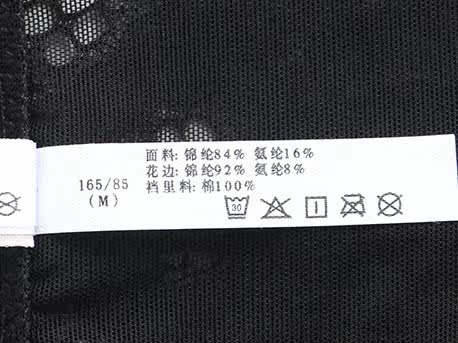 165/85
(M)
面料: 锦纶84% 氨纶16%
花边: 锦纶92% 氨纶8%
裆里料: 棉100%
30